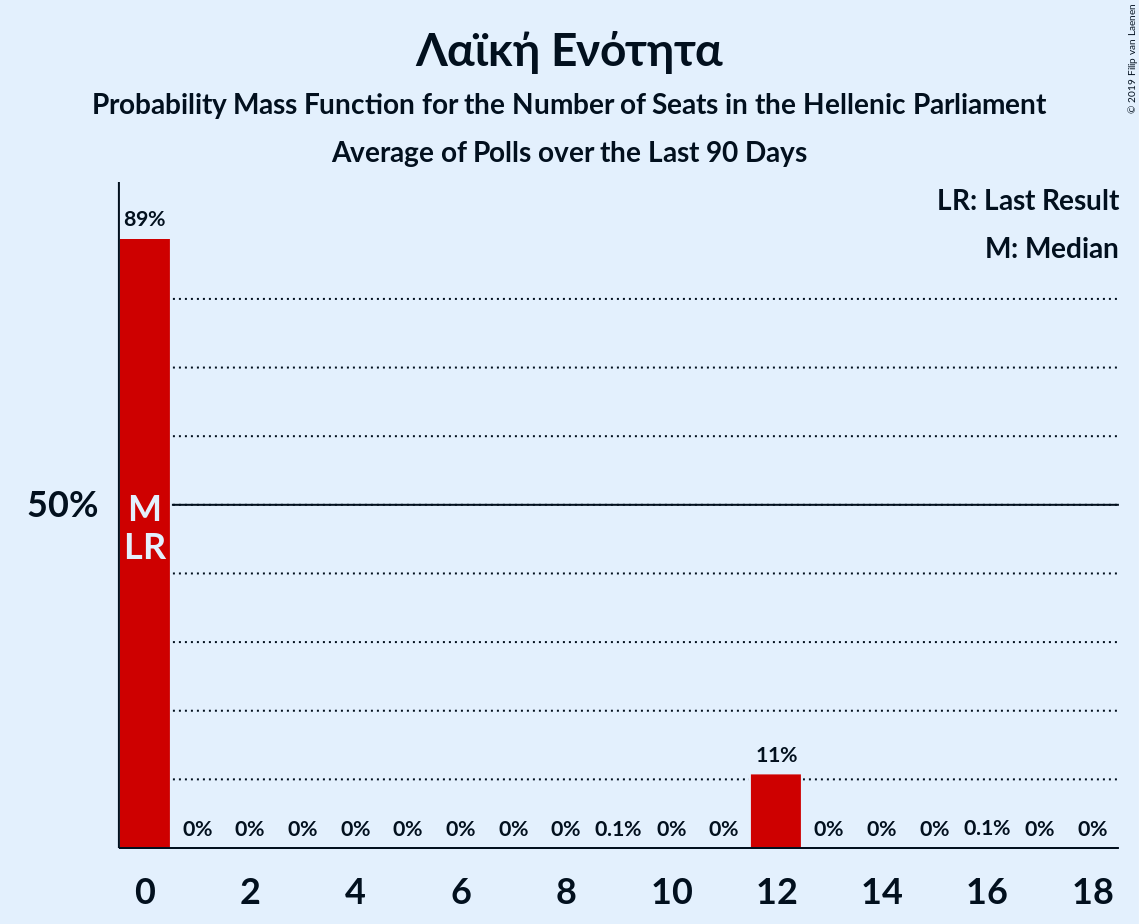 Λαϊκή Ενότητα
Probability Mass Function for the Number of Seats in the Hellenic Parliament
Average of Polls over the Last 90 Days
© 2019 Filip van Laenen
LR: Last Result
M: Median
89%
50%
M
LR
11%
0% 0% 0% 0% 0% 0% 0% 0% 0.1% 0% 0% 0% 0% 0% 0.1% 0% 0%
0 2 4 6 8 10 12 14 16 18